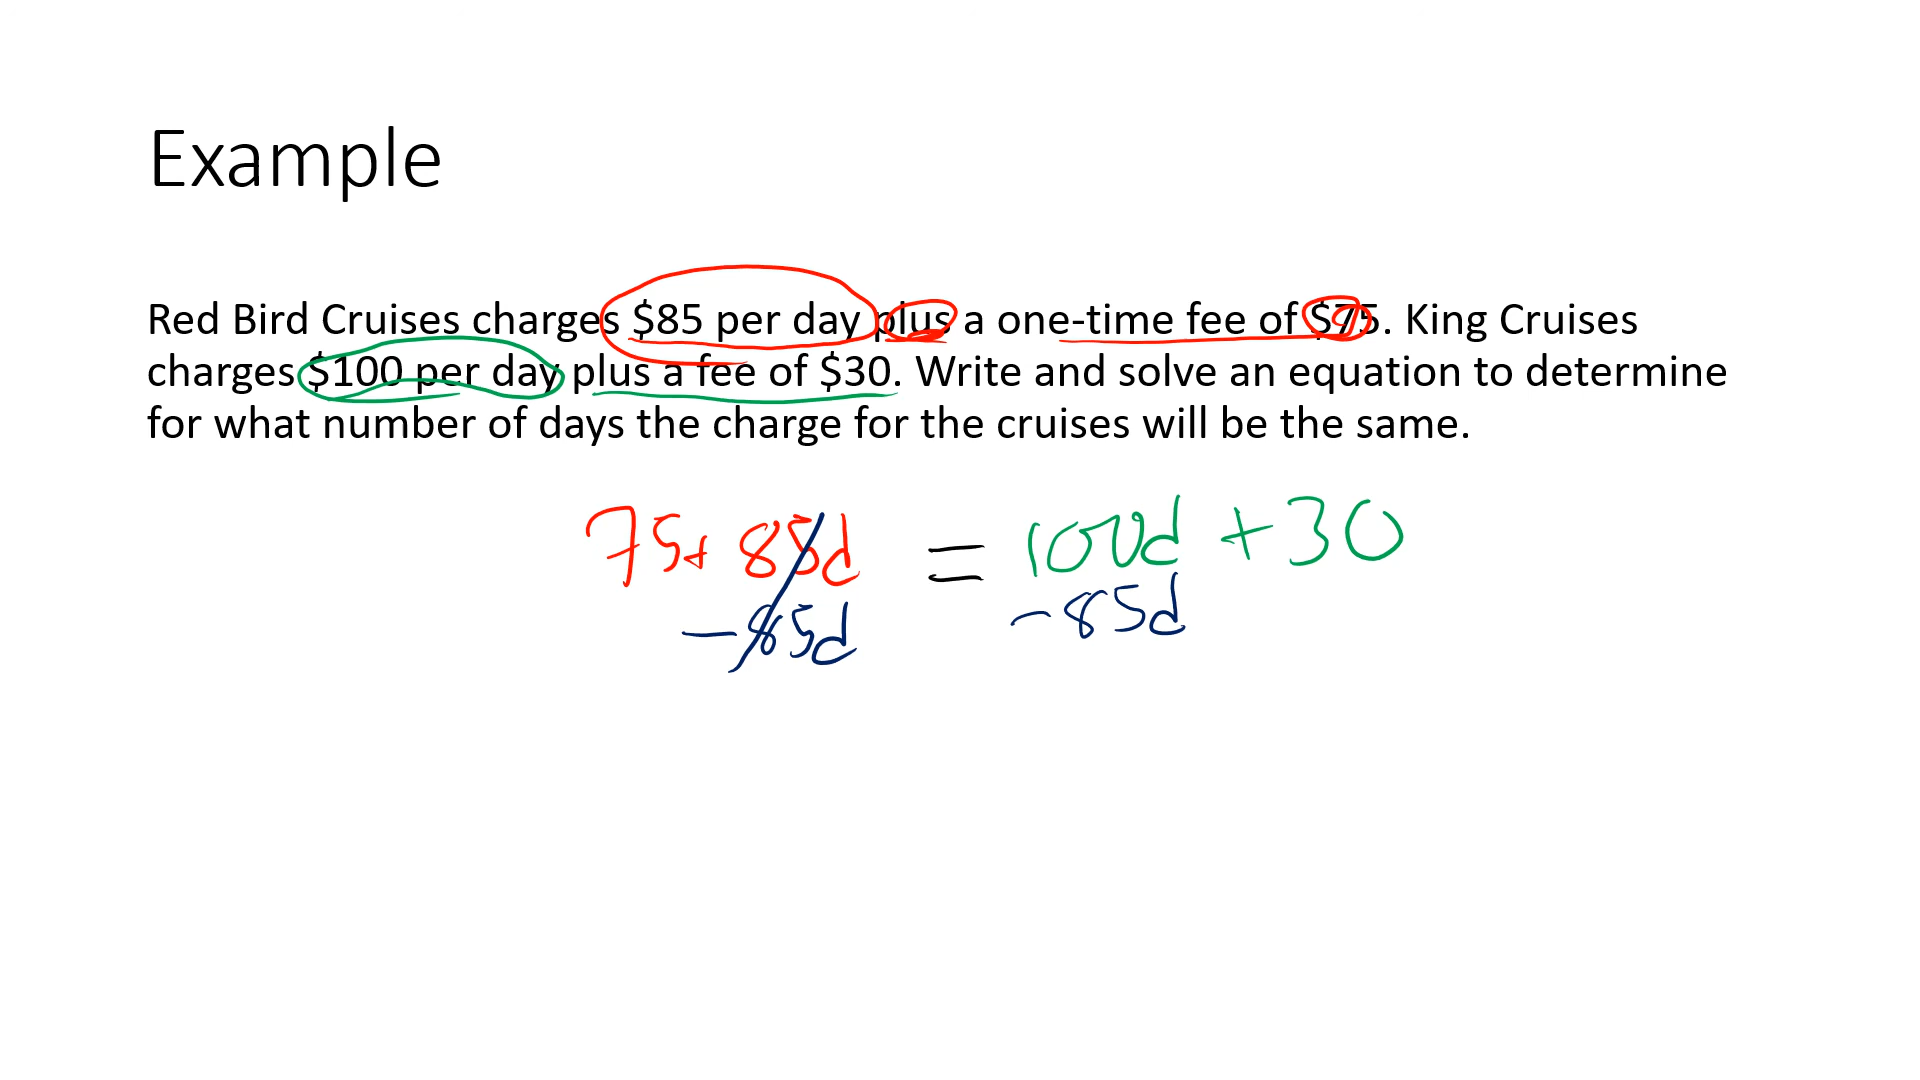 Example
Red Bird Cruises charges $85 per day plus a one-time fee of $75. King Cruises
charges $100 per day plus a fee of $30. Write and solve an equation to determine
for what number of days the charge for the cruises will be the same.
75+ 85d = 100d + 30
-85d -85d